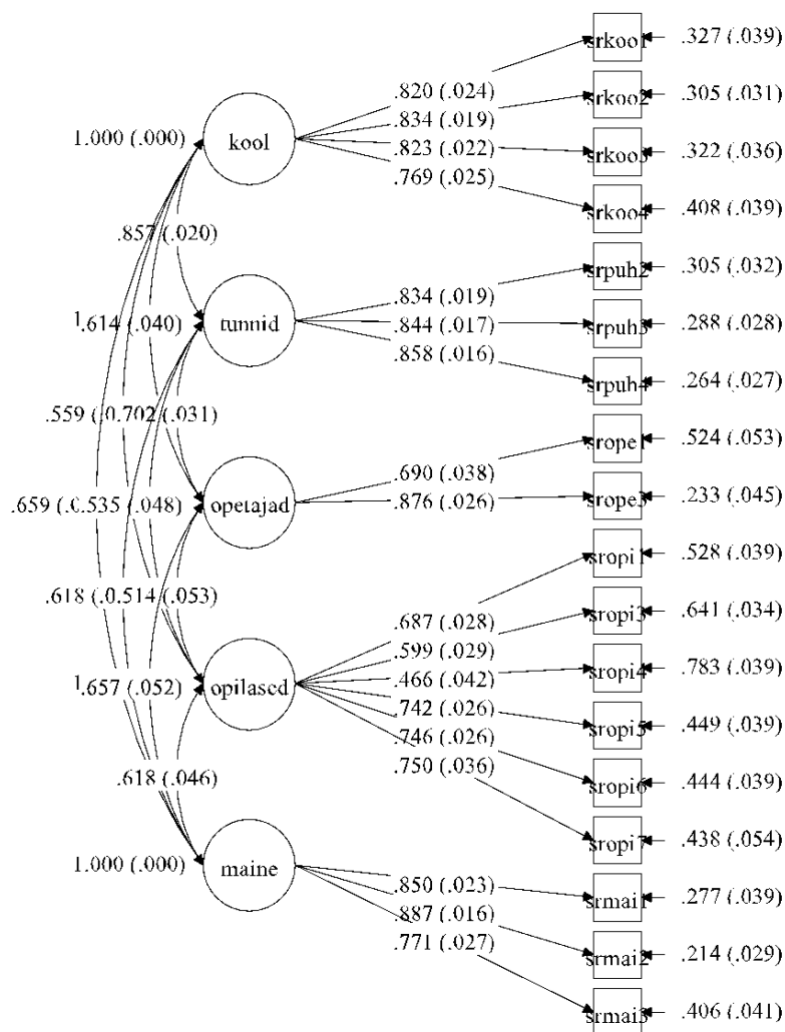 srkoo1 .327 (.039)
.820 (.024) srkoo2 .305 (.031)
1.000 (.000) kool .834 (.019)
.823 (.022) srkoo3 .322 (.036)
.769 (.025)
srkoo4 .408 (.039)
.857 (.020)
srpuh2 .305 (.032)
.834 (.019)
.614 (.040) tunnid .844 (.017) srpuh3 .288 (.028)
.858 (.016)
srpuh4 .264 (.027)
.559 .702 (.031)
srope1 .524 (.053)
.690 (.038)
.659 .535 (.048) opetajad .876 (.026) srope3 .233 (.045)
sropi1 .528 (.039)
.618 .514 (.053) .687 (.028) sropi3 .641 (.034)
.599 (.029)
.657 (.052) opilased .466 (.042) sropi4 .783 (.039)
.742 (.026) sropi5 .449 (.039)
.746 (.026)
.618 (.046) .750 (.036) sropi6 .444 (.039)
sropi7 .438 (.054)
1.000 (.000) maine .850 (.023) srmai1 .277 (.039)
.887 (.016)
.771 (.027) srmai2 .214 (.029)
srmai3 .406 (.041)